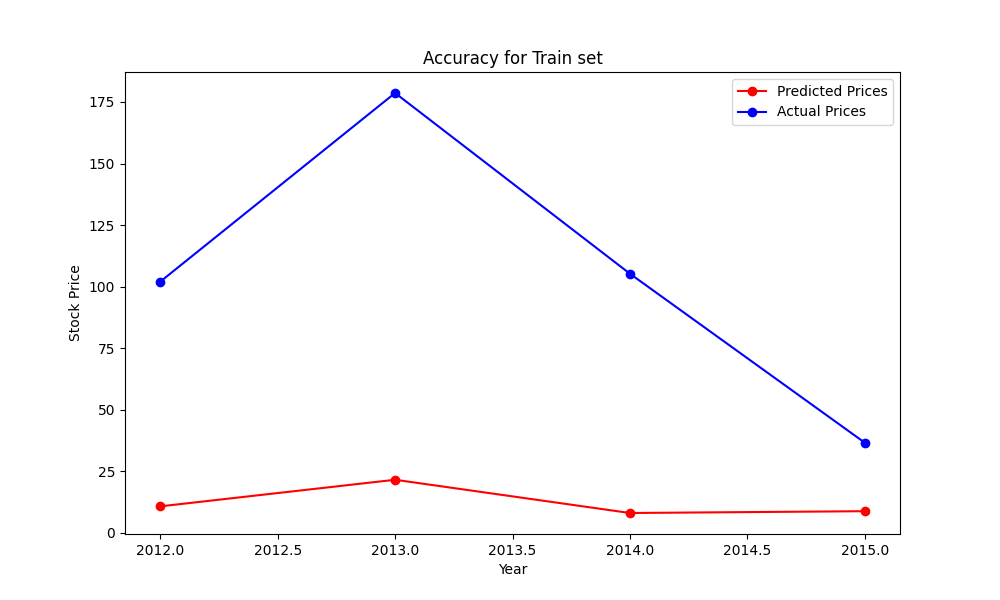 Accuracy for Train set
Predicted Prices
Actual Prices
175
150
125
100
75
50
25
0
Stock Price
2012.0 2012.5 2013.0 2013.5 2014.0 2014.5 2015.0
Year